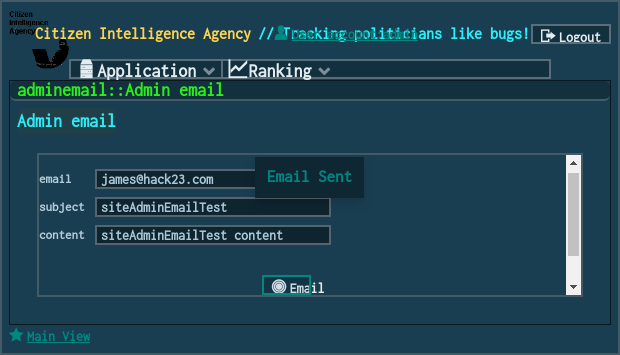 Citizen
Intelligence
Agency
Citizen Intelligence Agency // Tracking politicians like bugs!
Logout
Application
Ranking
adminemail::Admin email
Admin email
email james@hack23.com
Email Sent
subject siteAdminEmailTest
content siteAdminEmailTest content
Email
Main View